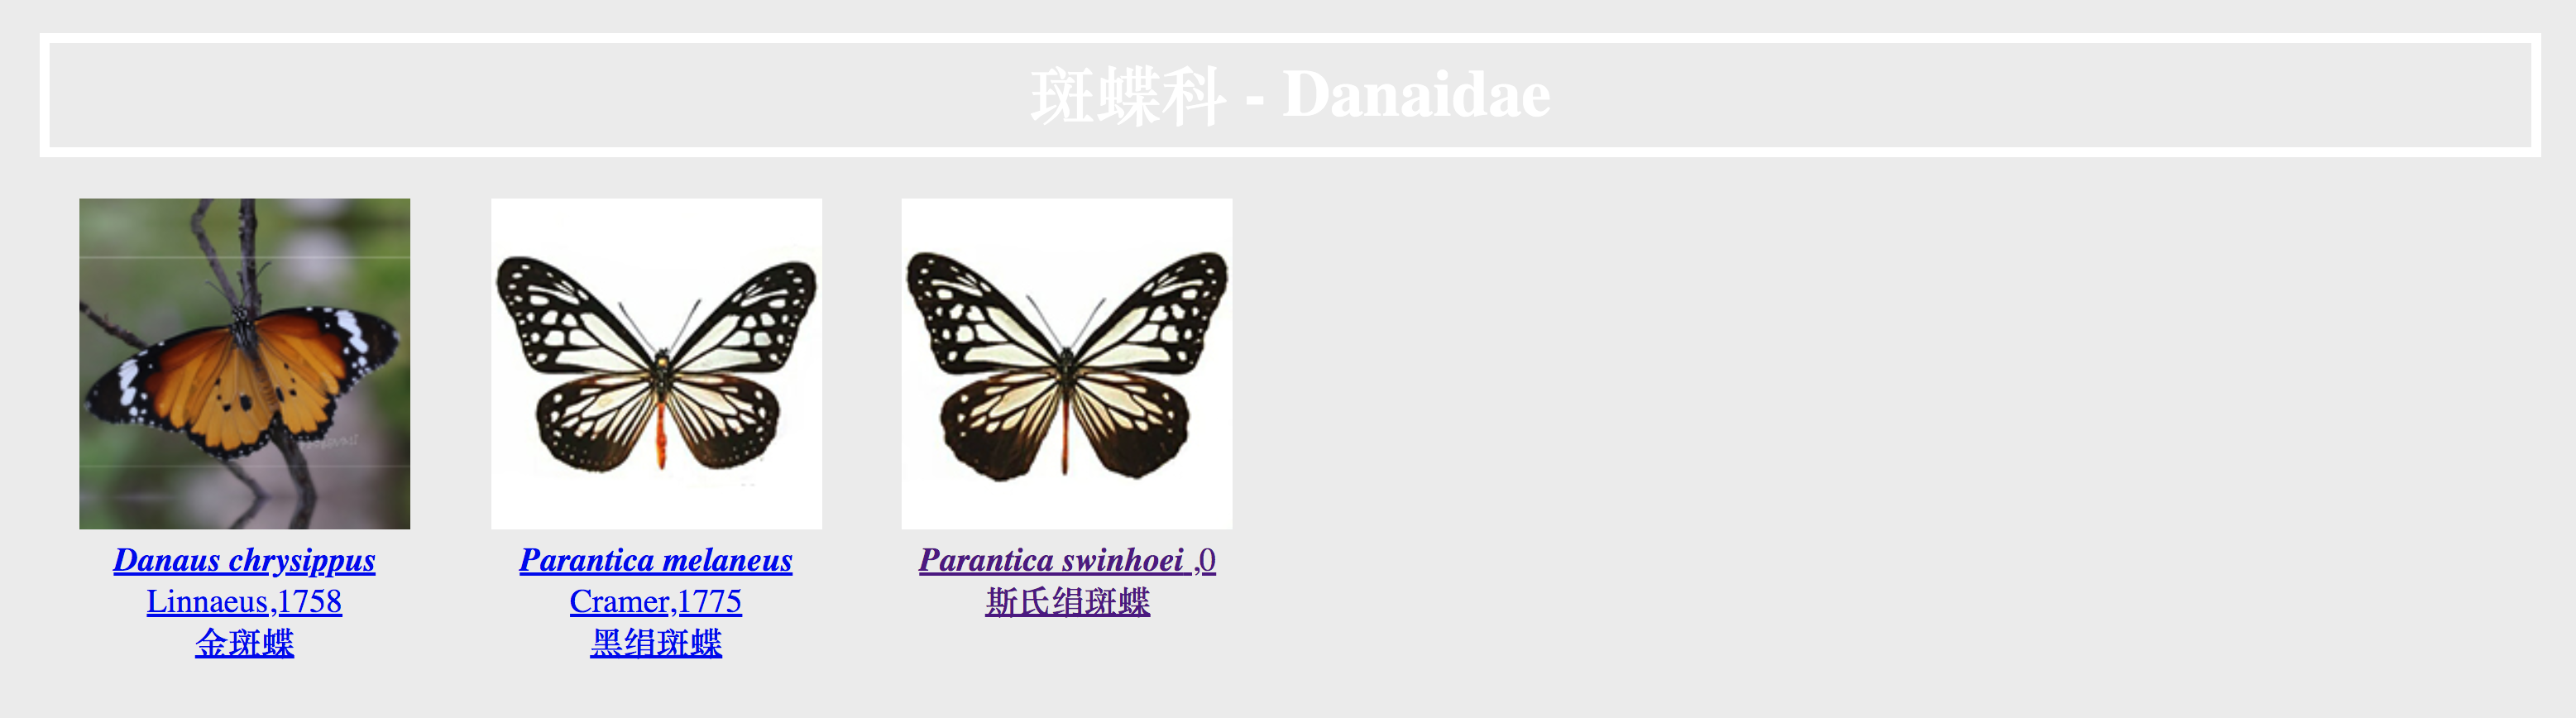 斑蝶科 - Danaidae
Danaus chrysippus
Linnaeus,1758
金斑蝶
Parantica melaneus
Cramer,1775
黑绢斑蝶
Parantica swinhoei ,0
斯氏绢斑蝶